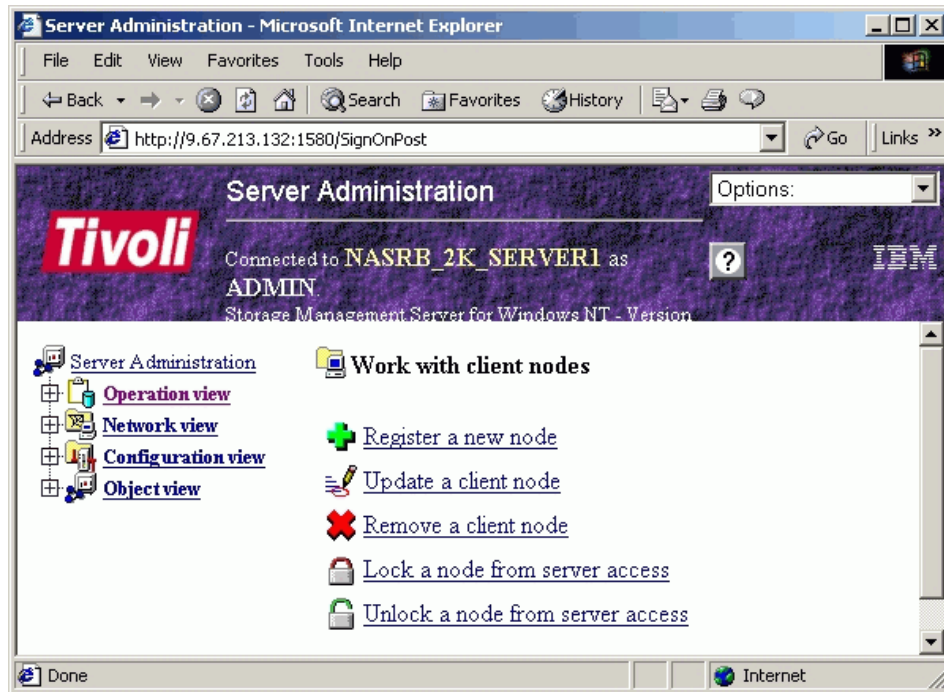 Server Administration - Microsoft Internet Explorer
File Edit View Favorites Tools Help
Back Search Favorites History
Address http://9.67.213.132:1580/SignOnPost Go Links »
Server Administration
Options:
Tivoli
Connected to NASRB_2K_SERVER1 as
ADMIN.
?
IBM
Storage Management Server for Windows NT - Version
Server Administration
Operation view
Network view
Configuration view
Object view
Work with client nodes
Register a new node
Update a client node
Remove a client node
Lock a node from server access
Unlock a node from server access
Done Internet